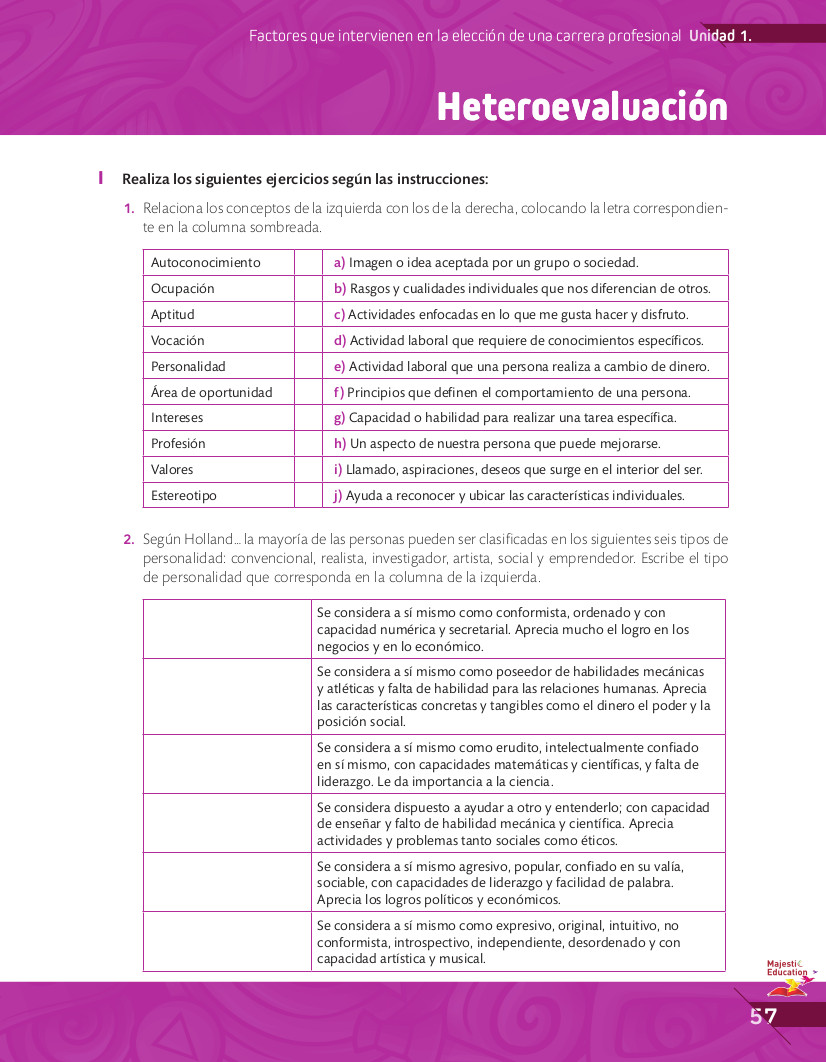 Factores que intervienen en la elección de una carrera profesional Unidad 1.
Heteroevaluación
I Realiza los siguientes ejercicios según las instrucciones:
1. Relaciona los conceptos de la izquierda con los de la derecha, colocando la letra correspondien-
te en la columna sombreada.
Autoconocimiento a) Imagen o idea aceptada por un grupo o sociedad.
Ocupación b) Rasgos y cualidades individuales que nos diferencian de otros.
Aptitud c) Actividades enfocadas en lo que me gusta hacer y disfruto.
Vocación d) Actividad laboral que requiere de conocimientos específicos.
Personalidad e) Actividad laboral que una persona realiza a cambio de dinero.
Área de oportunidad f) Principios que definen el comportamiento de una persona.
Intereses g) Capacidad o habilidad para realizar una tarea específica.
Profesión h) Un aspecto de nuestra persona que puede mejorarse.
Valores i) Llamado, aspiraciones, deseos que surge en el interior del ser.
Estereotipo j) Ayuda a reconocer y ubicar las características individuales.
2. Según Holland... la mayoría de las personas pueden ser clasificadas en los siguientes seis tipos de
personalidad: convencional, realista, investigador, artista, social y emprendedor. Escribe el tipo
de personalidad que corresponda en la columna de la izquierda.
Se considera a sí mismo como conformista, ordenado y con
capacidad numérica y secretarial. Aprecia mucho el logro en los
negocios y en lo económico.
Se considera a sí mismo como poseedor de habilidades mecánicas
y atléticas y falta de habilidad para las relaciones humanas. Aprecia
las características concretas y tangibles como el dinero el poder y la
posición social.
Se considera a sí mismo como erudito, intelectualmente confiado
en sí mismo, con capacidades matemáticas y científicas, y falta de
liderazgo. Le da importancia a la ciencia.
Se considera dispuesto a ayudar a otro y entenderlo; con capacidad
de enseñar y falto de habilidad mecánica y científica. Aprecia
actividades y problemas tanto sociales como éticos.
Se considera a sí mismo agresivo, popular, confiado en su valía,
sociable, con capacidades de liderazgo y facilidad de palabra.
Aprecia los logros políticos y económicos.
Se considera a sí mismo como expresivo, original, intuitivo, no
conformista, introspectivo, independiente, desordenado y con
capacidad artística y musical.
Majestic
Education
57